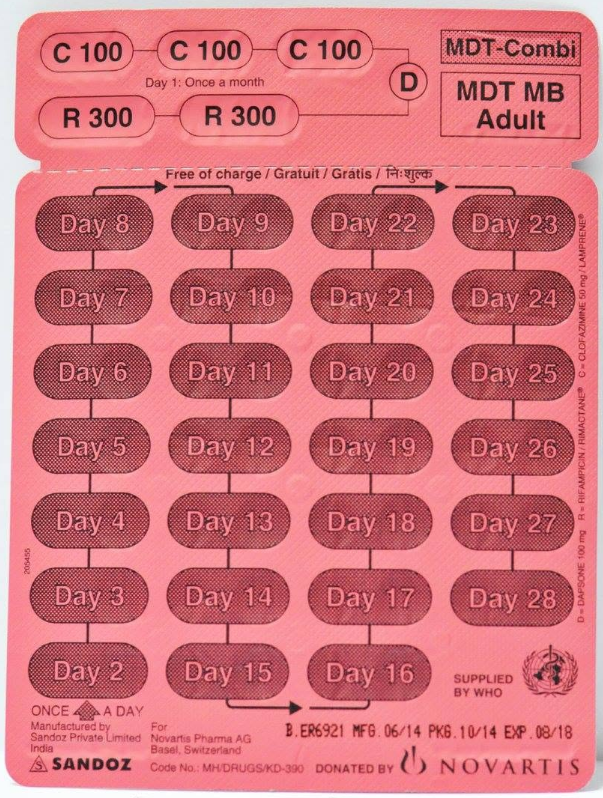 C 100 C 100 C 100
Day 1: Once a month
D
R 300 R 300
MDT-Combi
MDT MB
Adult
Free of charge / Gratuit / Gratis / निःशुल्क
Day 8 Day 9 Day 22 Day 23
Day 7 Day 10 Day 21 Day 24
Day 6 Day 11 Day 20 Day 25
Day 5 Day 12 Day 19 Day 26
Day 4 Day 13 Day 18 Day 27
Day 3 Day 14 Day 17 Day 28
Day 2 Day 15 Day 16
D = DAPSONE 100 mg R = RIFAMPICIN / RIMACTANE® C = CLOFAZIMINE 50 mg / LAMPRENE®
205455
SUPPLIED
BY WHO
ONCE A DAY
Manufactured by
Sandoz Private Limited
India
SANDOZ
For
Novartis Pharma AG
Basel, Switzerland
Code No.: MH/DRUGS/KD-390
B.ER6921 MFG.06/14 PKG.10/14 EXP.08/18
DONATED BY NOVARTIS